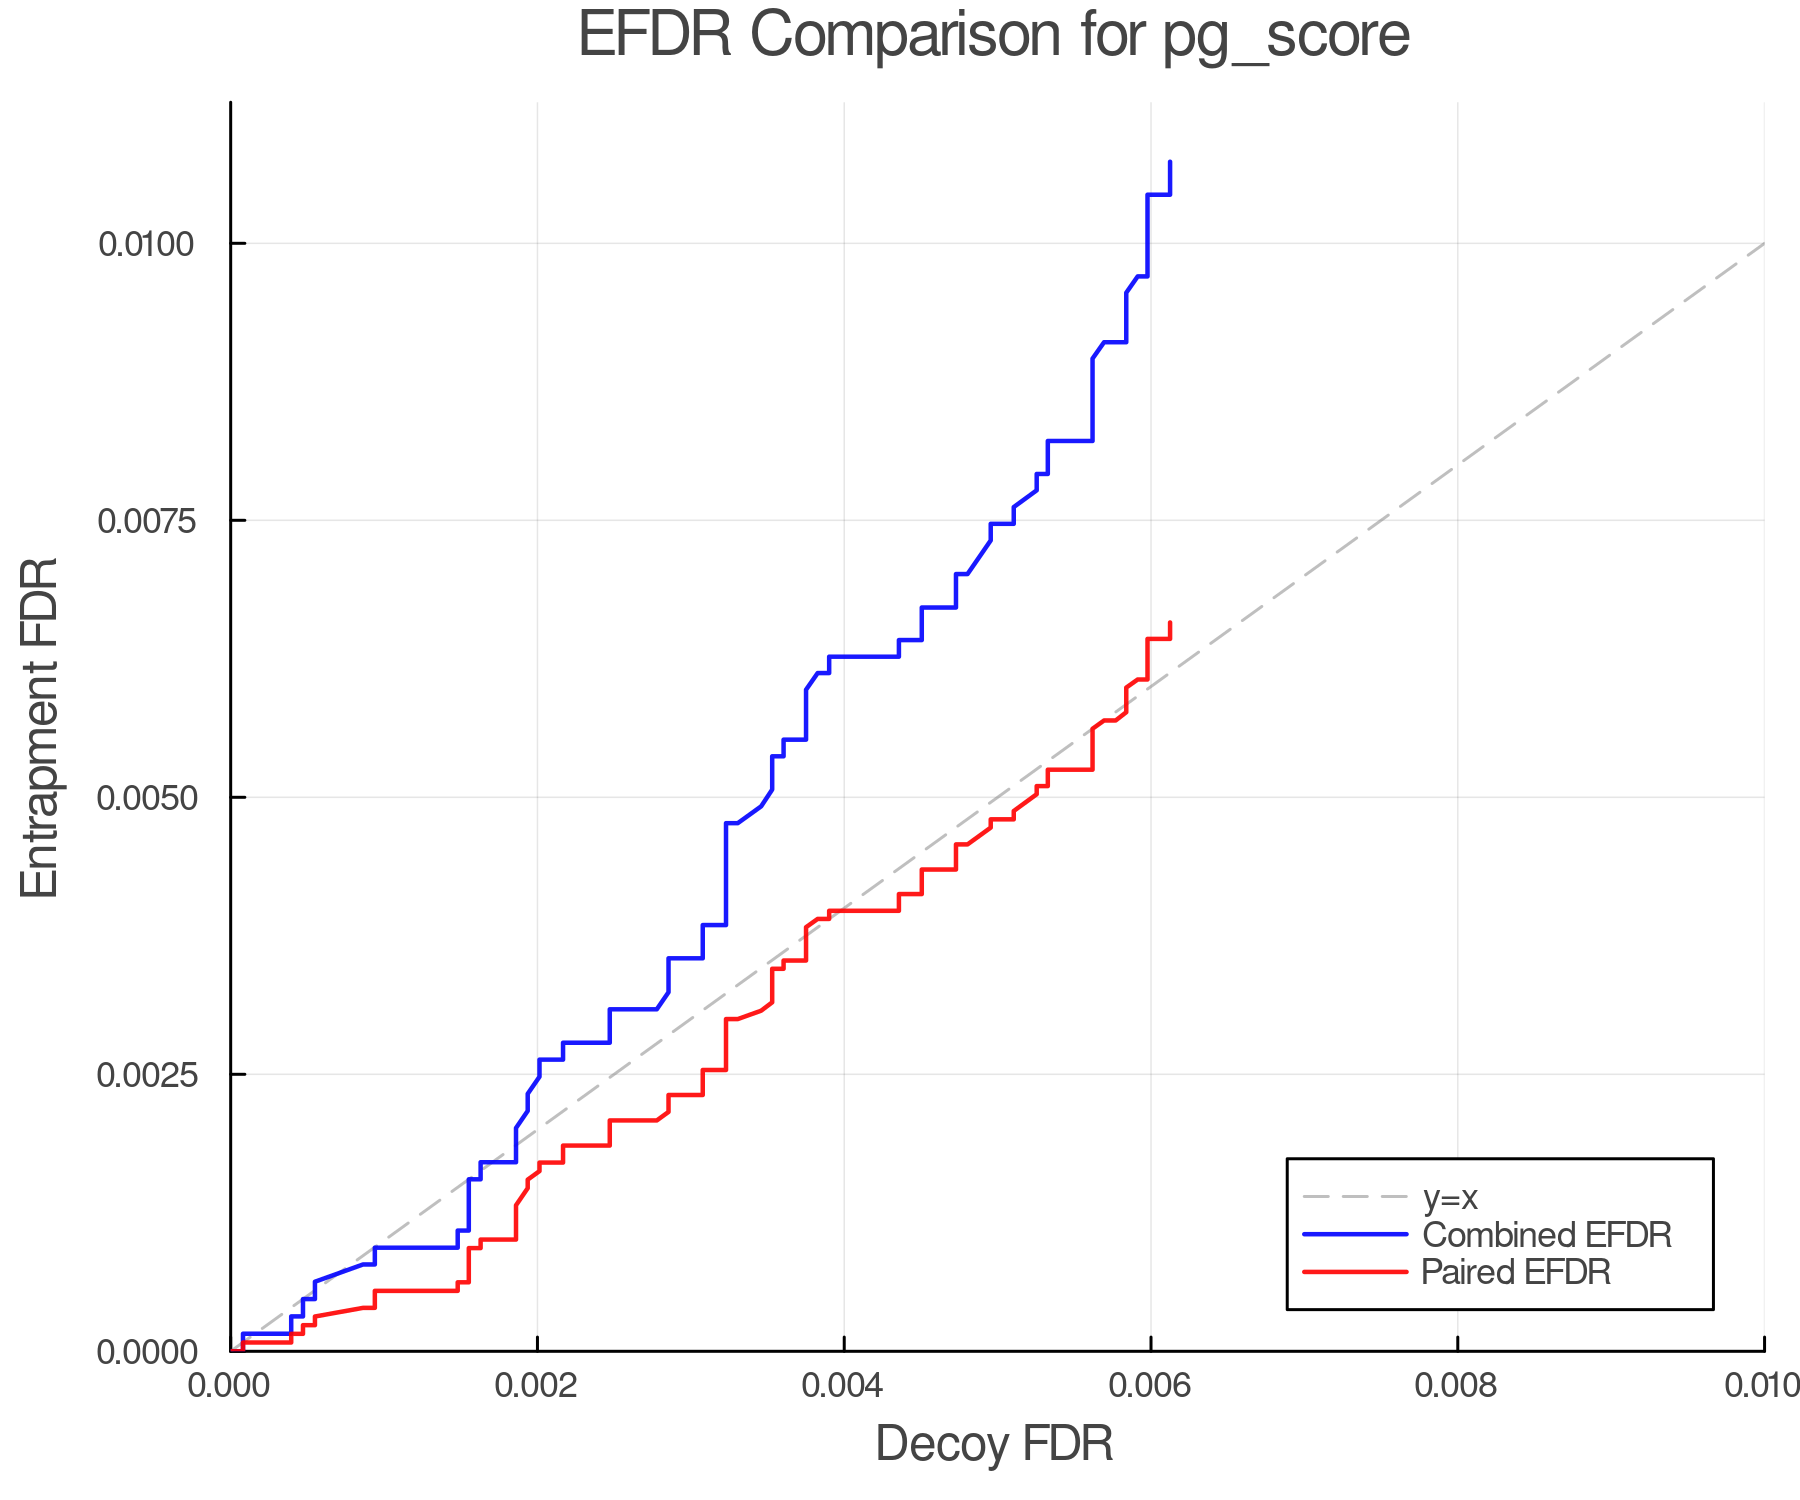 EFDR Comparison for pg_score
Entrapment FDR
0.0100
0.0075
0.0050
0.0025
0.0000
0.000 0.002 0.004 0.006 0.008 0.010
Decoy FDR
y=x
Combined EFDR
Paired EFDR